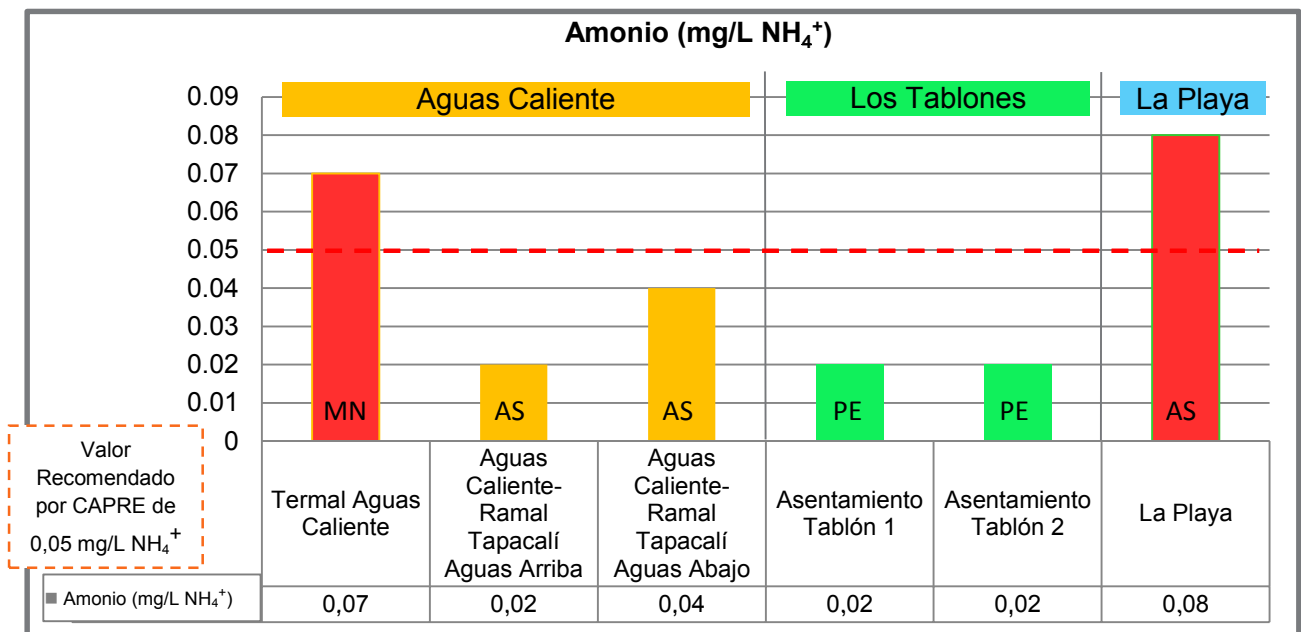 Amonio (mg/L NH₄⁺)
Aguas Caliente
Los Tablones
La Playa
0.09
0.08
0.07
0.06
0.05
0.04
0.03
0.02
0.01
0
MN
AS
AS
PE
PE
AS
Valor
Recomendado
por CAPRE de
0,05 mg/L NH₄⁺
Termal Aguas
Caliente
Aguas
Caliente-
Ramal
Tapacalí
Aguas Arriba
Aguas
Caliente-
Ramal
Tapacalí
Aguas Abajo
Asentamiento
Tablón 1
Asentamiento
Tablón 2
La Playa
Amonio (mg/L NH₄⁺)
0,07
0,02
0,04
0,02
0,02
0,08